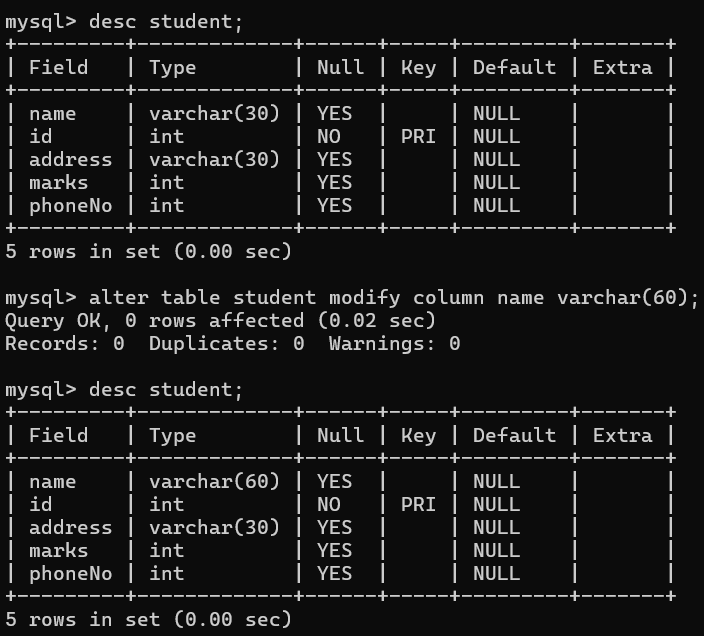 mysql> desc student;
+---------+-------------+------+-----+---------+-------+
| Field   | Type        | Null | Key | Default | Extra |
+---------+-------------+------+-----+---------+-------+
| name    | varchar(30) | YES  |     | NULL    |       |
| id      | int         | NO   | PRI | NULL    |       |
| address | varchar(30) | YES  |     | NULL    |       |
| marks   | int         | YES  |     | NULL    |       |
| phoneNo | int         | YES  |     | NULL    |       |
+---------+-------------+------+-----+---------+-------+
5 rows in set (0.00 sec)

mysql> alter table student modify column name varchar(60);
Query OK, 0 rows affected (0.02 sec)
Records: 0  Duplicates: 0  Warnings: 0

mysql> desc student;
+---------+-------------+------+-----+---------+-------+
| Field   | Type        | Null | Key | Default | Extra |
+---------+-------------+------+-----+---------+-------+
| name    | varchar(60) | YES  |     | NULL    |       |
| id      | int         | NO   | PRI | NULL    |       |
| address | varchar(30) | YES  |     | NULL    |       |
| marks   | int         | YES  |     | NULL    |       |
| phoneNo | int         | YES  |     | NULL    |       |
+---------+-------------+------+-----+---------+-------+
5 rows in set (0.00 sec)